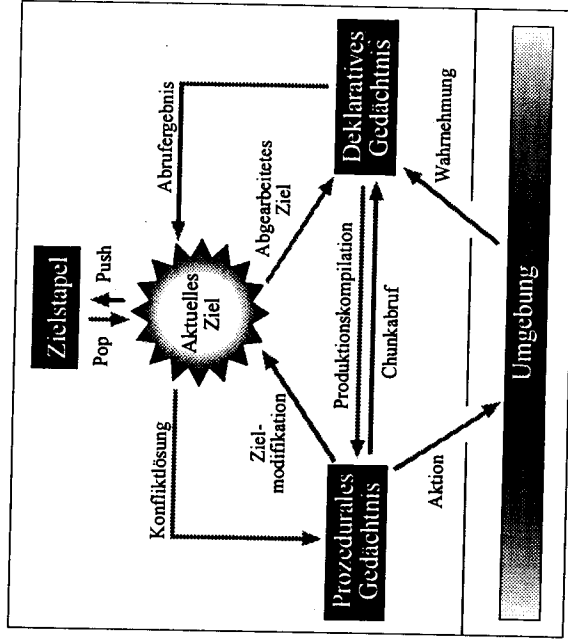 Zielstapel
Pop
Push
Aktuelles
Ziel
Konfliktlösung
Abrufergebnis
Ziel-
modifikation
Abgearbeitetes
Ziel
Prozedurales
Gedächtnis
Produktionskompilation
Chunkabruf
Deklaratives
Gedächtnis
Aktion
Wahrnehmung
Umgebung